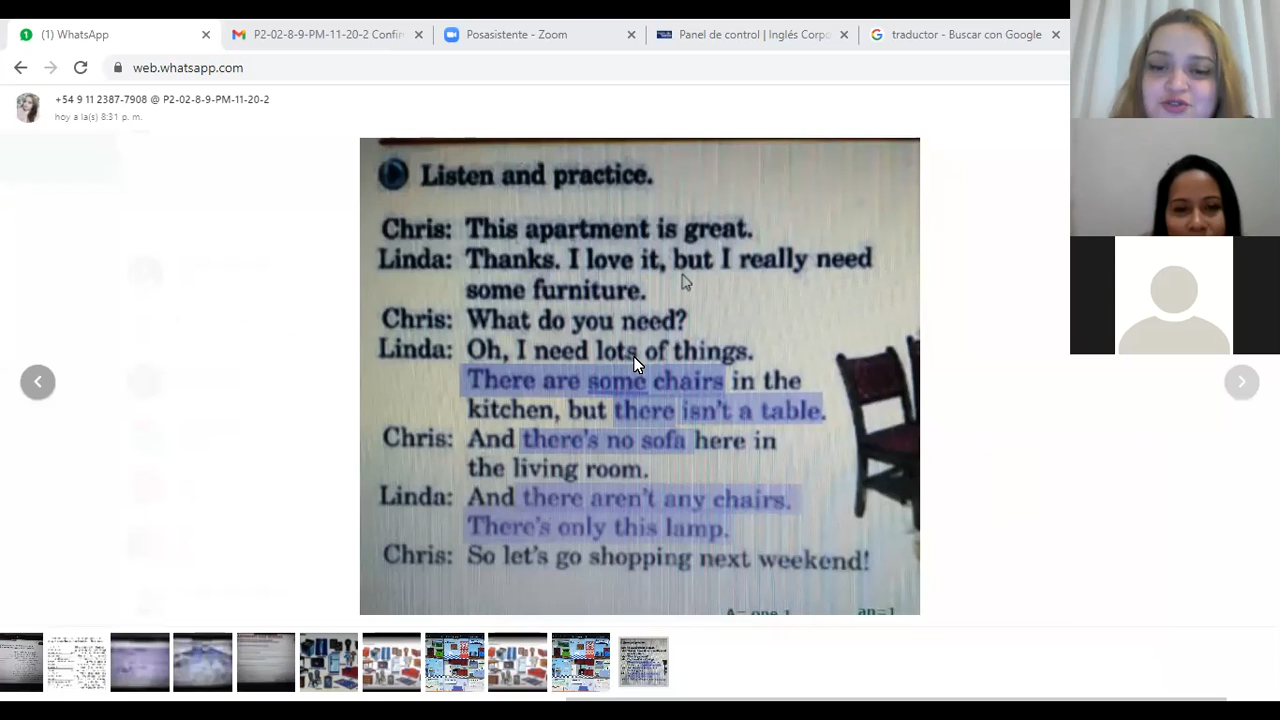 (1) WhatsApp
P2-02-8-9-PM-11-20-2 Confin
Posasistente - Zoom
Panel de control | Inglés Corpo
traductor - Buscar con Google
web.whatsapp.com
+54 9 11 2387-7908 @ P2-02-8-9-PM-11-20-2
hoy a la(s) 8:31 p. m.
Listen and practice.
Chris: This apartment is great.
Linda: Thanks. I love it, but I really need
some furniture.
Chris: What do you need?
Linda: Oh, I need lots of things.
There are some chairs in the
kitchen, but there isn't a table.
Chris: And there's no sofa here in
the living room.
Linda: And there aren't any chairs.
There's only this lamp.
Chris: So let's go shopping next weekend!
an=1